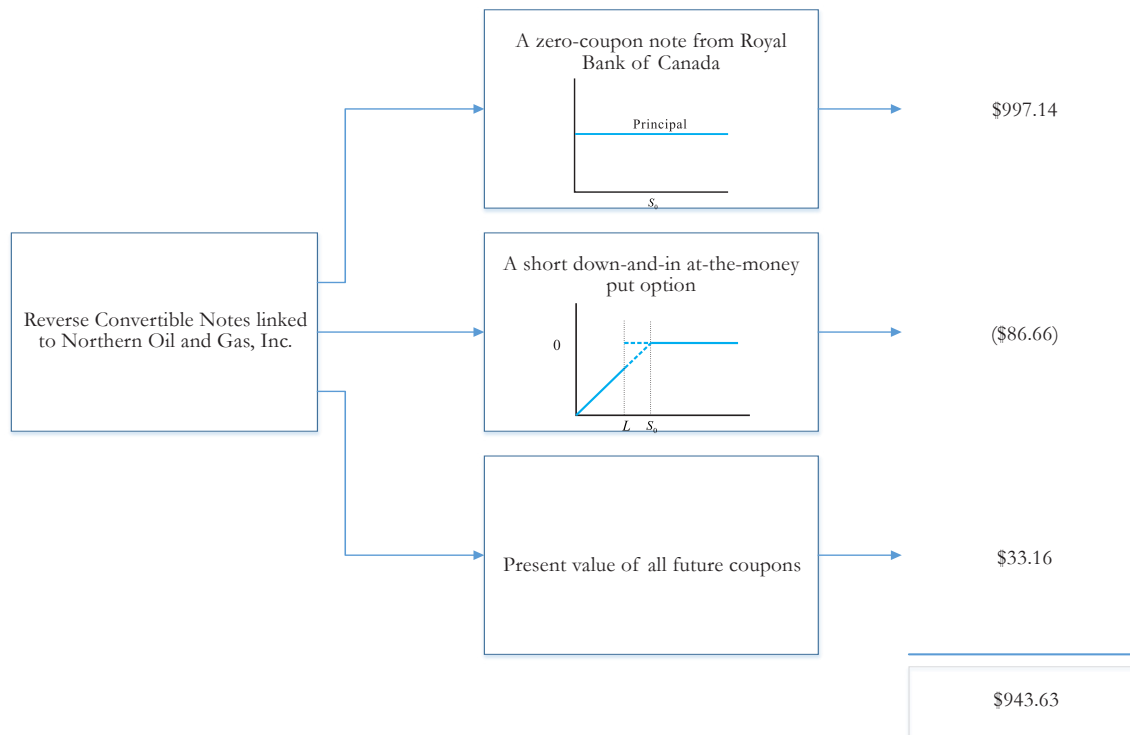 A zero-coupon note from Royal
Bank of Canada
Principal
S₀
$997.14
Reverse Convertible Notes linked
to Northern Oil and Gas, Inc.
A short down-and-in at-the-money
put option
0
L S₀
($86.66)
Present value of all future coupons
$33.16
$943.63